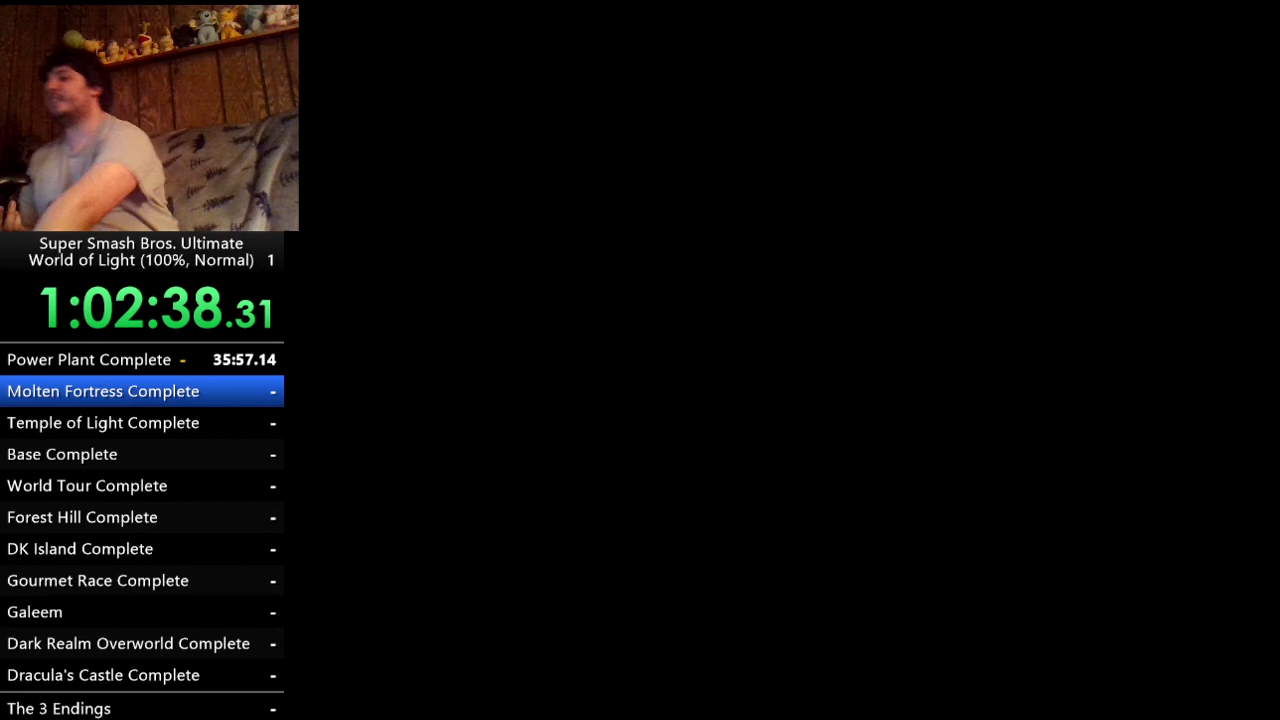 Super Smash Bros. Ultimate
World of Light (100%, Normal) 1
1:02:38.31
Power Plant Complete - 35:57.14
Molten Fortress Complete -
Temple of Light Complete -
Base Complete -
World Tour Complete -
Forest Hill Complete -
DK Island Complete -
Gourmet Race Complete -
Galeem -
Dark Realm Overworld Complete -
Dracula's Castle Complete -
The 3 Endings -